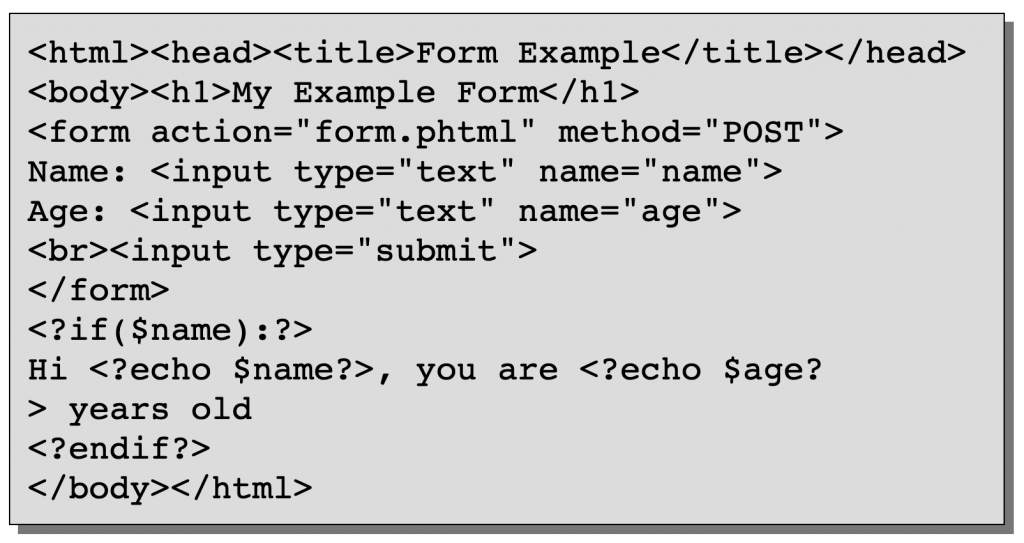 <html><head><title>Form Example</title></head>
<body><h1>My Example Form</h1>
<form action="form.phtml" method="POST">
Name: <input type="text" name="name">
Age: <input type="text" name="age">
<br><input type="submit">
</form>
<?if($name):?>
Hi <?echo $name?>, you are <?echo $age?
> years old
<?endif?>
</body></html>